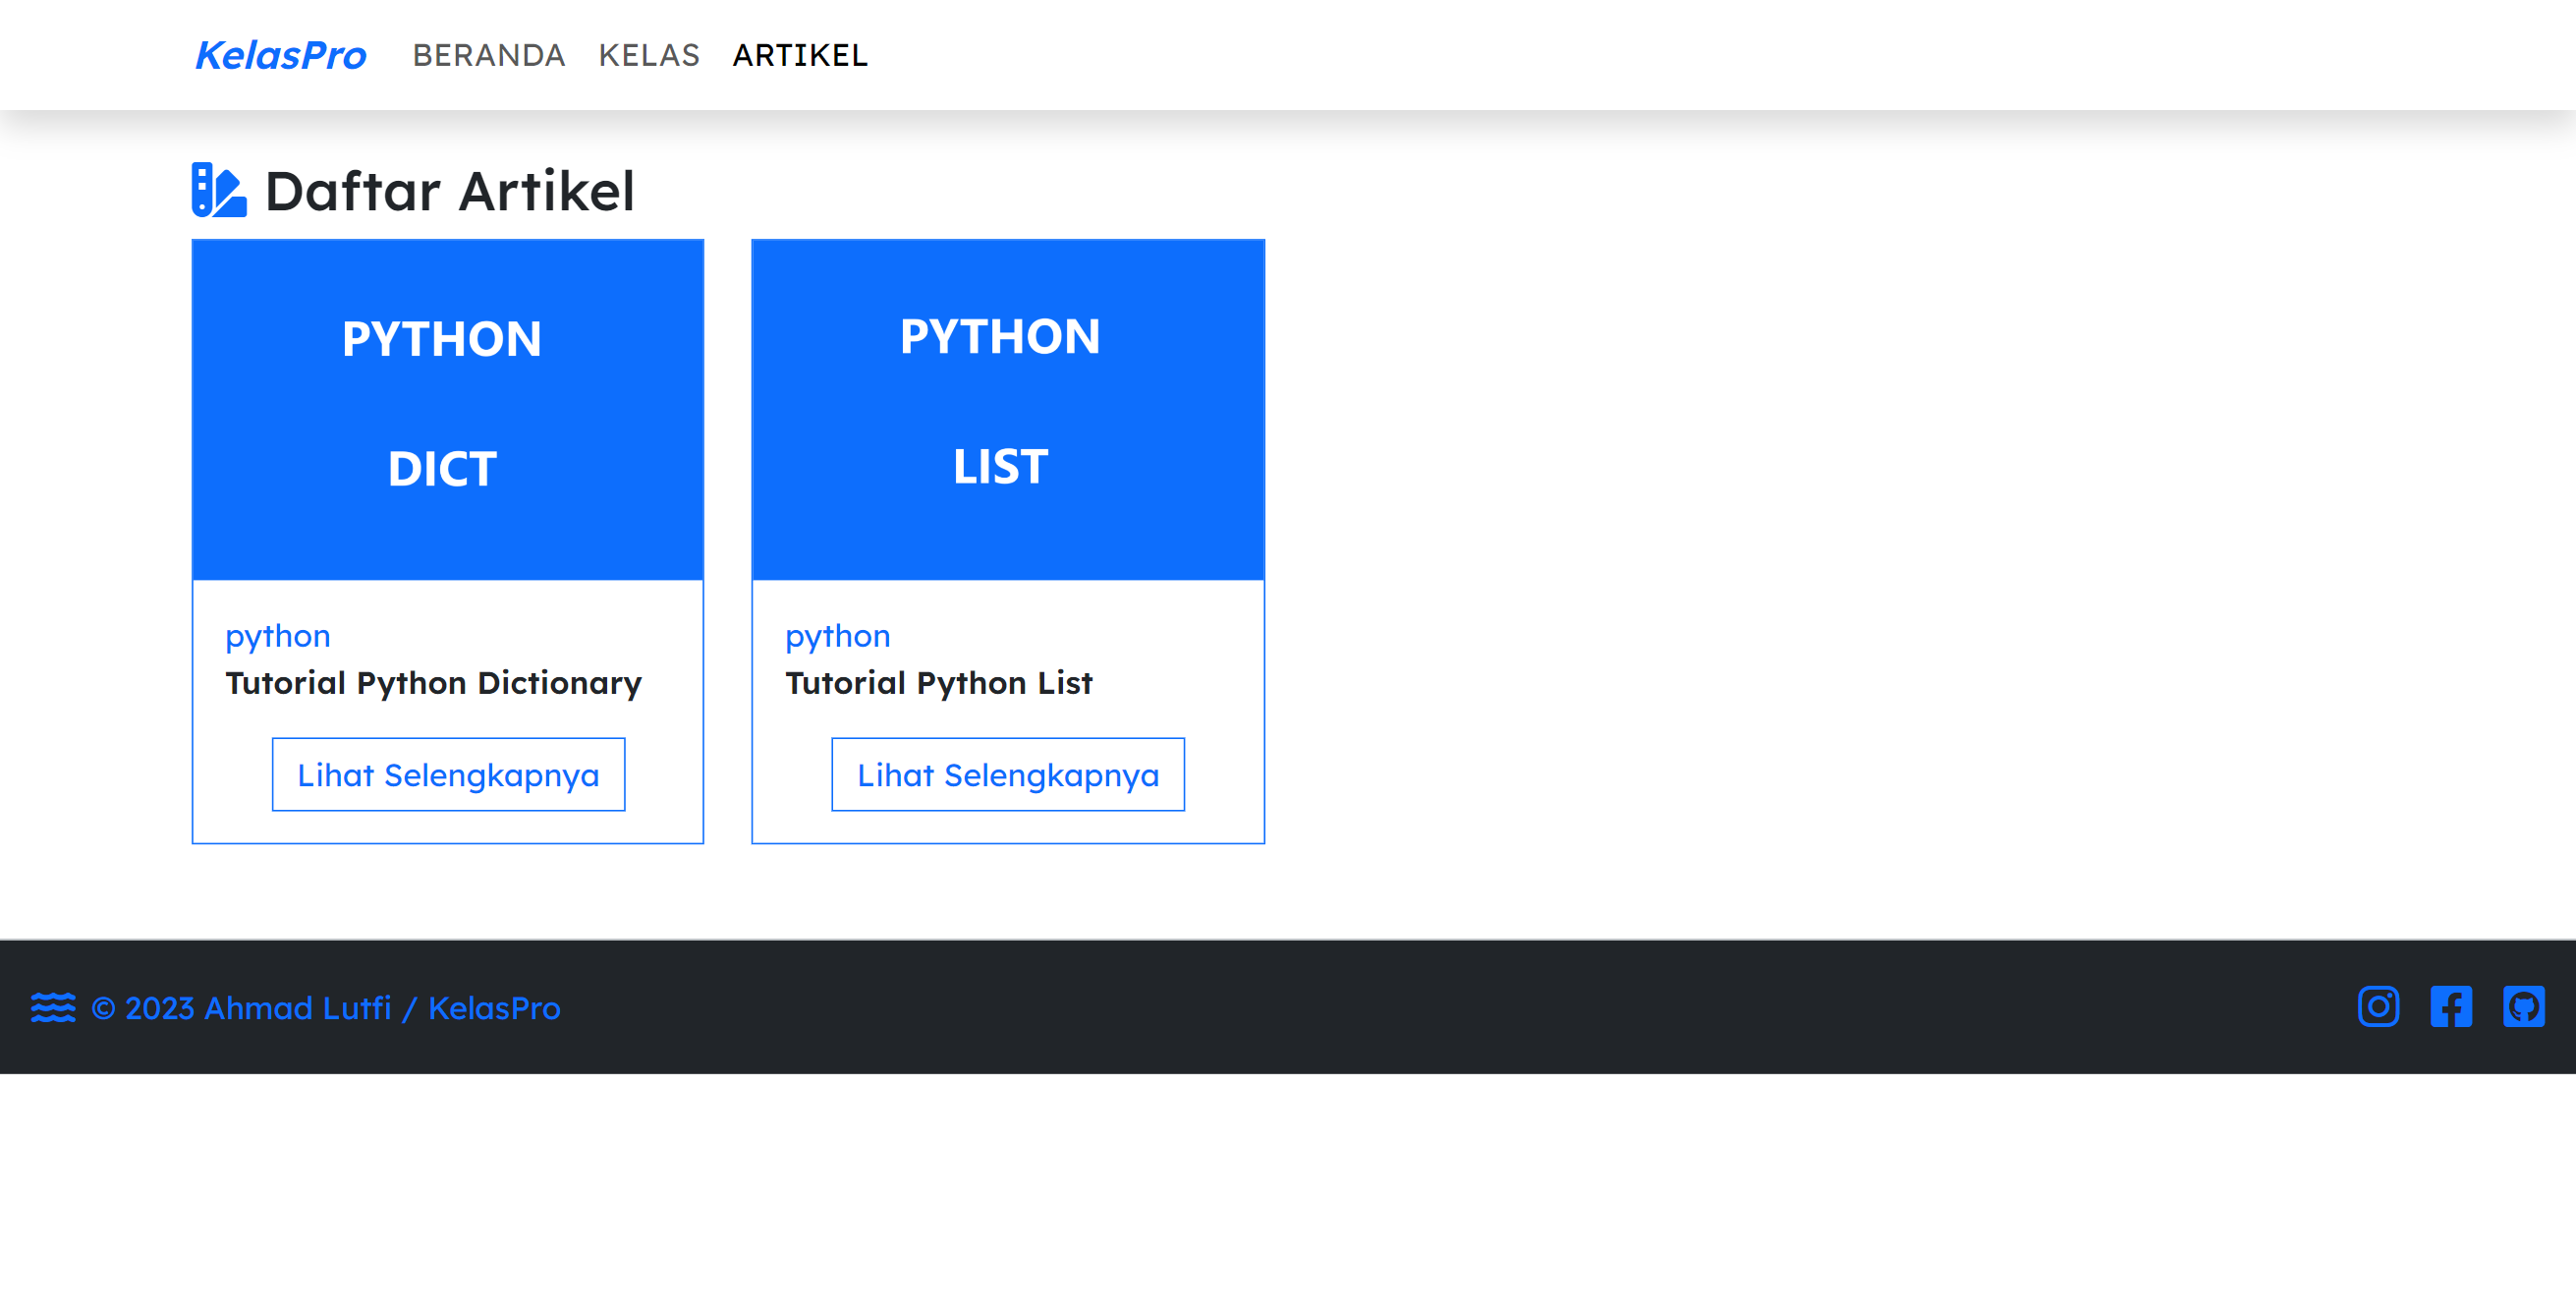 KelasPro BERANDA KELAS ARTIKEL
Daftar Artikel
PYTHON
DICT
python
Tutorial Python Dictionary
Lihat Selengkapnya
PYTHON
LIST
python
Tutorial Python List
Lihat Selengkapnya
© 2023 Ahmad Lutfi / KelasPro